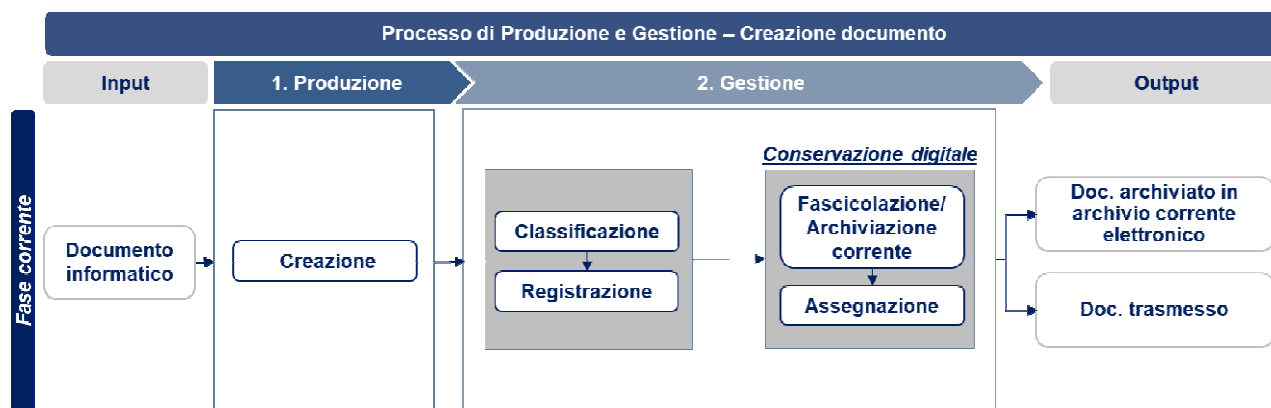 Processo di Produzione e Gestione – Creazione documento
Input
1. Produzione
2. Gestione
Output
Fase corrente
Documento
informatico
Creazione
Classificazione
Registrazione
Conservazione digitale
Fascicolazione/
Archiviazione
corrente
Assegnazione
Doc. archiviato in
archivio corrente
elettronico
Doc. trasmesso